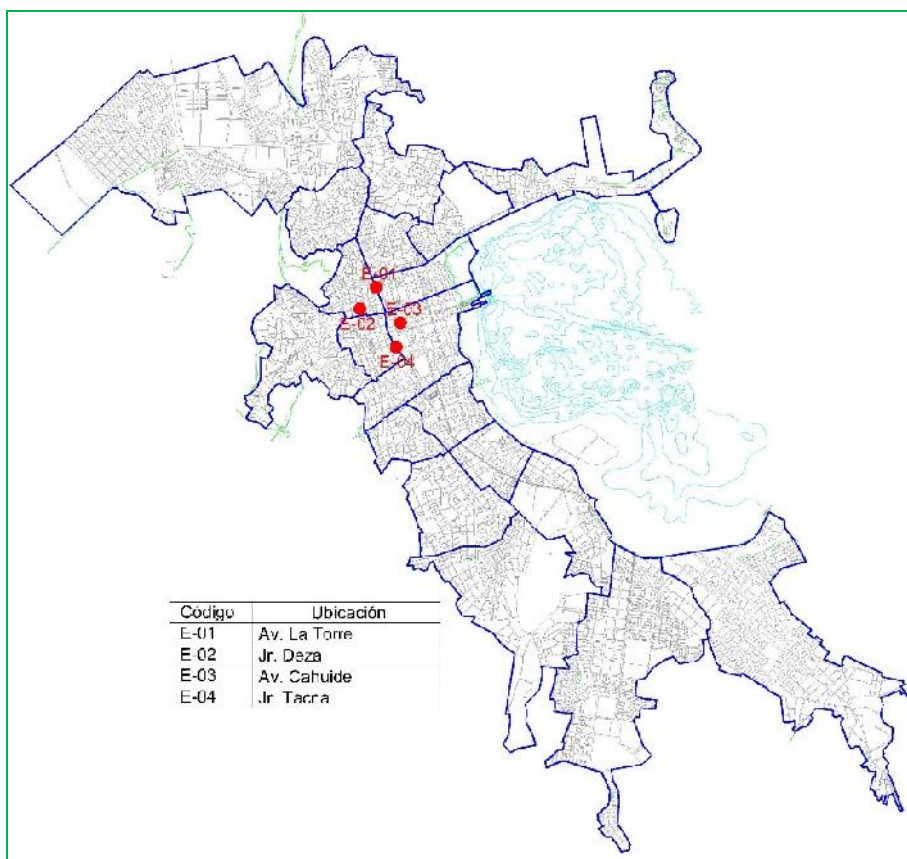 E-01
E-03
E-02
E-04
Código Ubicación
E-01 Av. La Torre
E-02 Jr. Deza
E-03 Av. Cahuide
E-04 Jr. Tacna